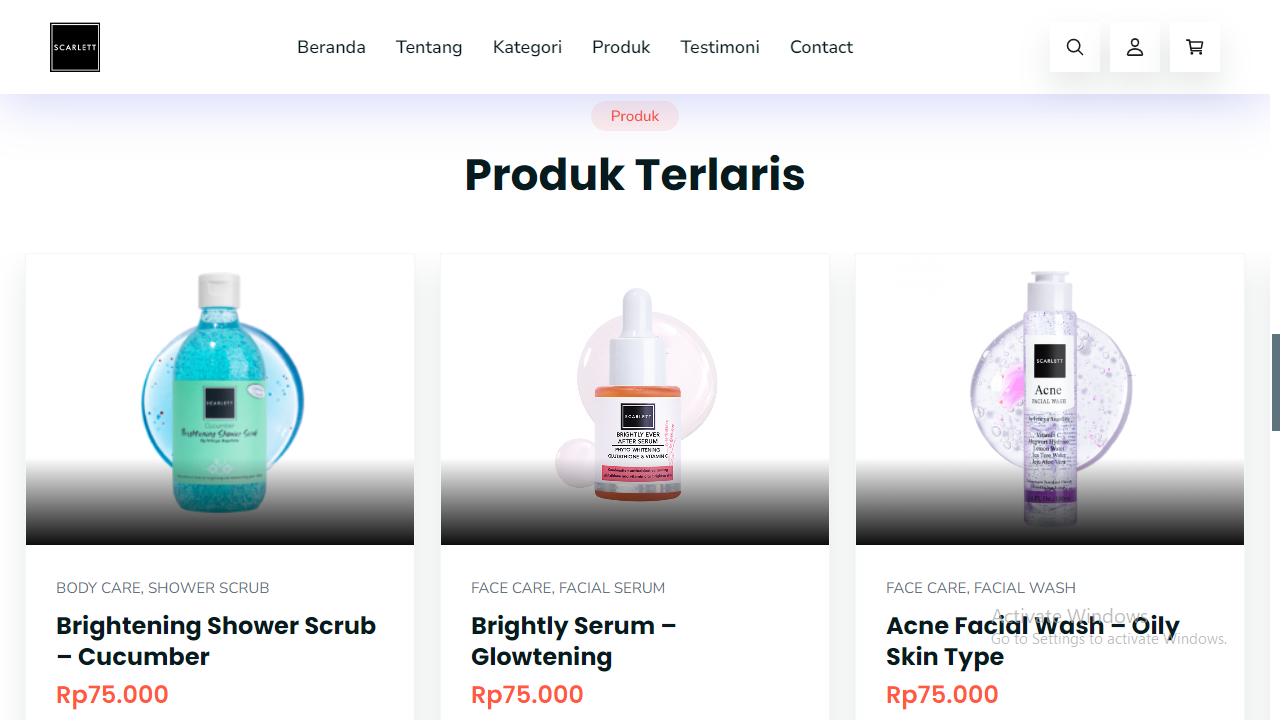 SCARLETT
Beranda Tentang Kategori Produk Testimoni Contact
Produk
Produk Terlaris
SCARLETT
Cucumber
Brightening Shower Scrub
SCARLETT
BRIGHTLY EVER
AFTER SERUM
PHYTO WHITENING
GLUTATHIONE & VITAMIN C
SCARLETT
Acne
FACIAL WASH
BODY CARE, SHOWER SCRUB
Brightening Shower Scrub
– Cucumber
Rp75.000
FACE CARE, FACIAL SERUM
Brightly Serum –
Glowtening
Rp75.000
FACE CARE, FACIAL WASH
Acne Facial Wash – Oily
Skin Type
Rp75.000
Activate Windows
Go to Settings to activate Windows.